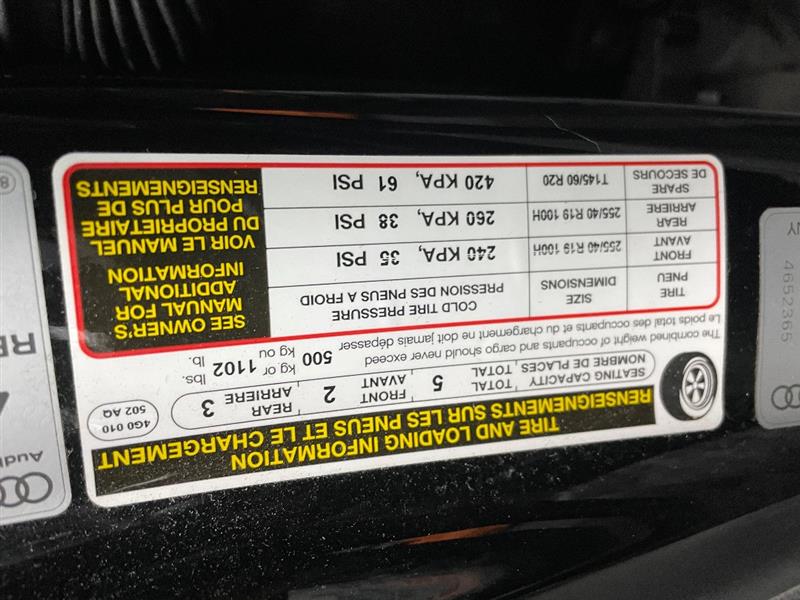 TIRE AND LOADING INFORMATION
RENSEIGNEMENTS SUR LES PNEUS ET LE CHARGEMENT
SEATING CAPACITY TOTAL 5 FRONT 2 REAR 3
NOMBRE DE PLACES, TOTAL AVANT ARRIERE
4G0 010
502 AQ
The combined weight of occupants and cargo should never exceed 500 kg or 1102 lbs.
Le poids total des occupants et du chargement doit jamais dépasser kg ou lb.
TIRE SIZE COLD TIRE PRESSURE
PNEU DIMENSIONS PRESSION DES PNEUS A FROID
FRONT
AVANT 255/40 R19 100H 240 KPA, 35 PSI
REAR
ARRIERE 255/40 R19 100H 260 KPA, 38 PSI
SPARE
DE SECOURS T145/60 R20 420 KPA, 61 PSI
SEE OWNER'S
MANUAL FOR
ADDITIONAL
INFORMATION
VOIR LE MANUEL
DU PROPRIÉTAIRE
POUR PLUS DE
RENSEIGNEMENTS
Audi
RE
4652365
NY
8